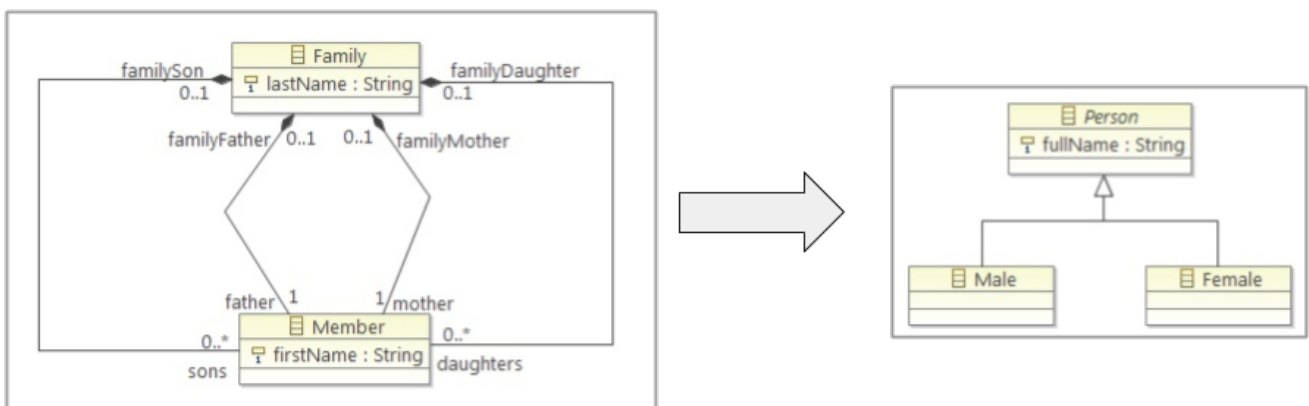 Family
familySon
familyDaughter
lastName : String
0..1
0..1
familyFather
0..1
0..1
familyMother
father
1
1
mother
Member
0..*
0..*
firstName : String
sons
daughters
Person
fullName : String
Male
Female